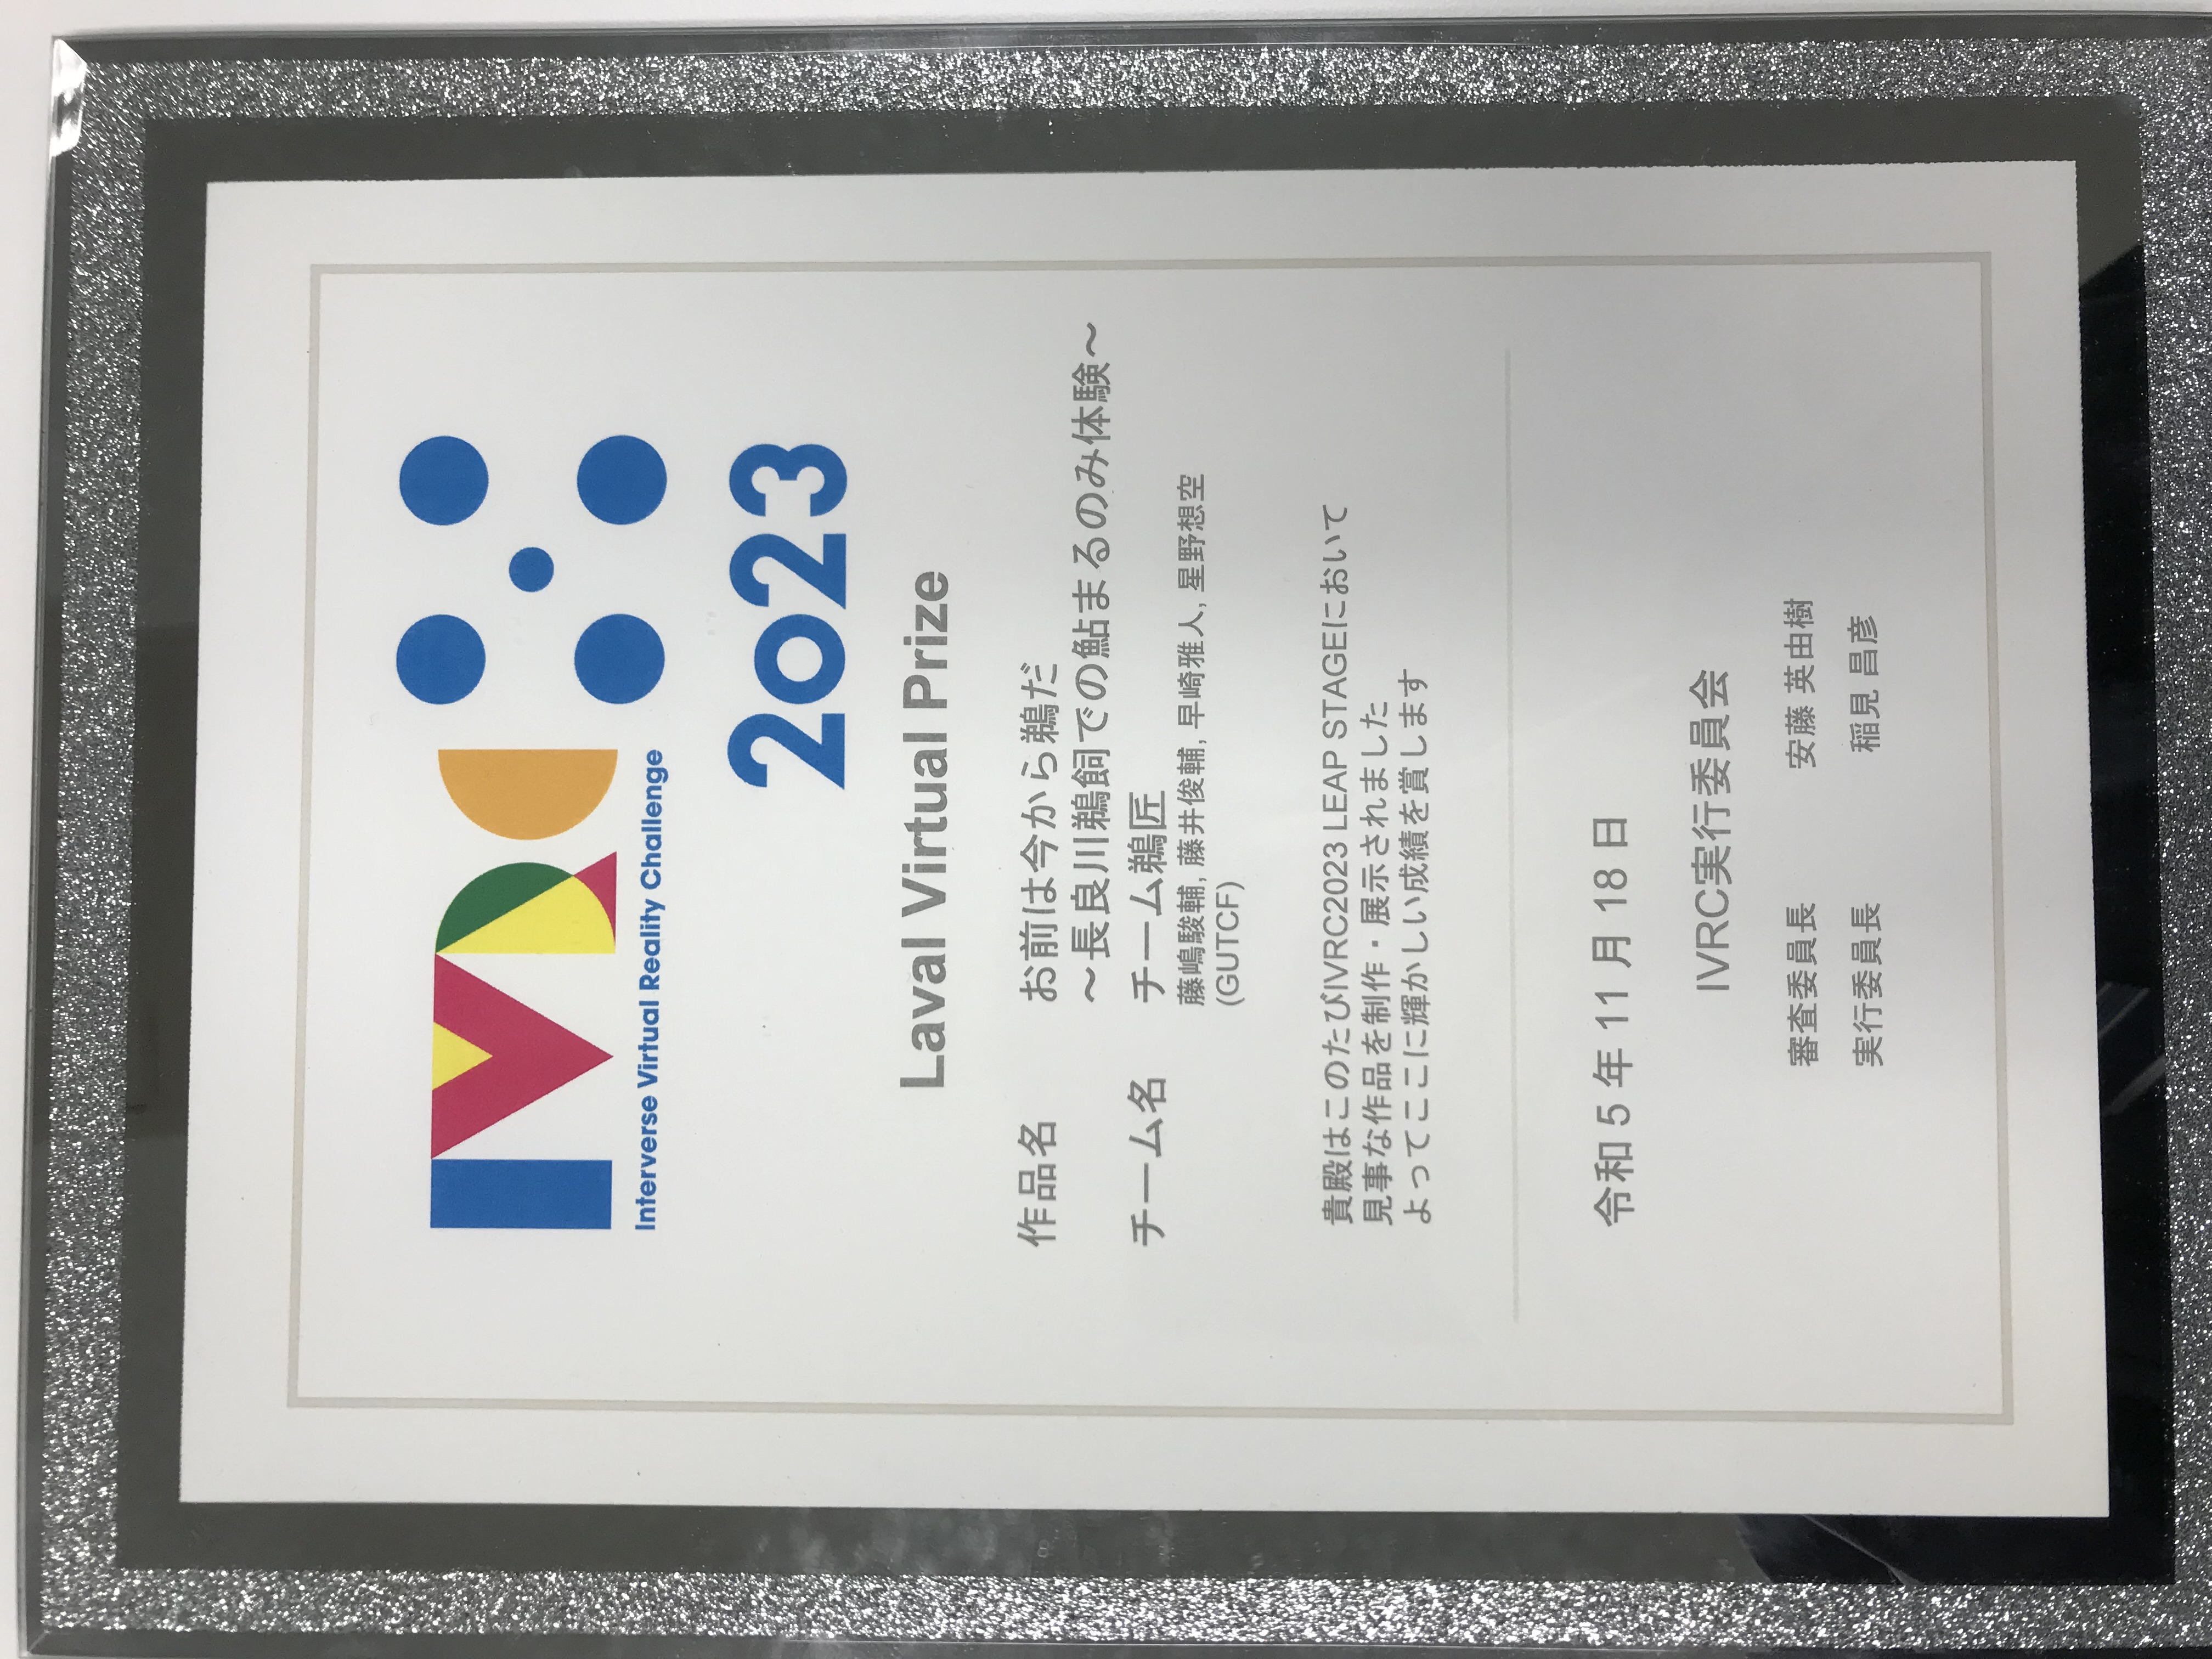 IVRC
Interverse Virtual Reality Challenge
2023
Laval Virtual Prize
作品名 お前は今から鵜だ
～長良川鵜飼での鮎まるのみ体験～
チーム名 チーム鵜匠
藤嶋駿輔, 藤井俊輔, 早崎雅人, 星野想空
(GUTCF)
貴殿はこのたびIVRC2023 LEAP STAGEにおいて
見事な作品を制作・展示されました
よってここに輝かしい成績を賞します
令和 5 年 11 月 18 日
IVRC実行委員会
審査委員長 安藤 英由樹
実行委員長 稲見 昌彦